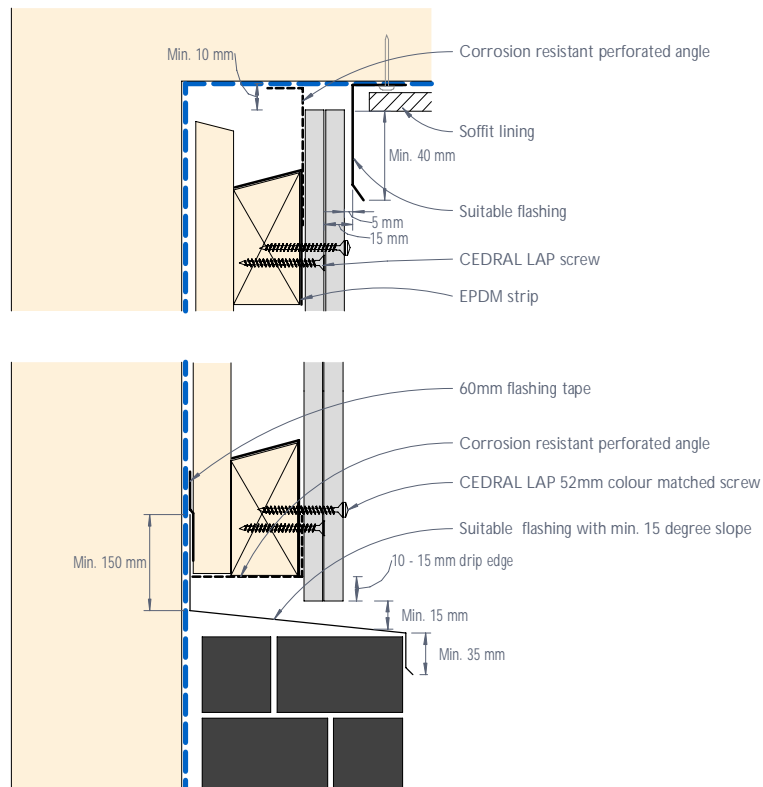 Min. 10 mm
Corrosion resistant perforated angle
Soffit lining
Min. 40 mm
Suitable flashing
5 mm
15 mm
CEDRAL LAP screw
EPDM strip
60mm flashing tape
Corrosion resistant perforated angle
CEDRAL LAP 52mm colour matched screw
Suitable flashing with min. 15 degree slope
Min. 150 mm
10 - 15 mm drip edge
Min. 15 mm
Min. 35 mm